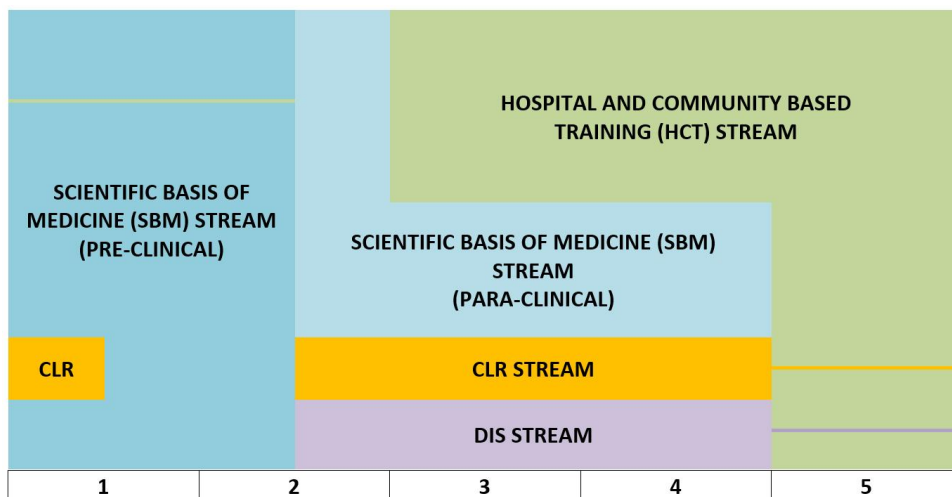 HOSPITAL AND COMMUNITY BASED
TRAINING (HCT) STREAM
SCIENTIFIC BASIS OF
MEDICINE (SBM) STREAM
(PRE-CLINICAL)
SCIENTIFIC BASIS OF MEDICINE (SBM)
STREAM
(PARA-CLINICAL)
CLR
CLR STREAM
DIS STREAM
1 2 3 4 5